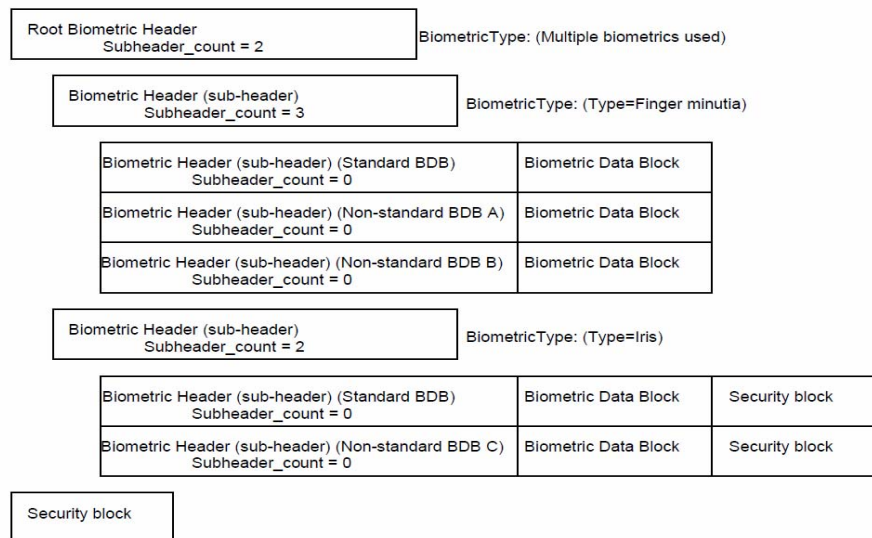 Root Biometric Header
Subheader_count = 2
BiometricType: (Multiple biometrics used)
Biometric Header (sub-header)
Subheader_count = 3
BiometricType: (Type=Finger minutia)
Biometric Header (sub-header) (Standard BDB)
Subheader_count = 0
Biometric Data Block
Biometric Header (sub-header) (Non-standard BDB A)
Subheader_count = 0
Biometric Data Block
Biometric Header (sub-header) (Non-standard BDB B)
Subheader_count = 0
Biometric Data Block
Biometric Header (sub-header)
Subheader_count = 2
BiometricType: (Type=Iris)
Biometric Header (sub-header) (Standard BDB)
Subheader_count = 0
Biometric Data Block
Security block
Biometric Header (sub-header) (Non-standard BDB C)
Subheader_count = 0
Biometric Data Block
Security block
Security block